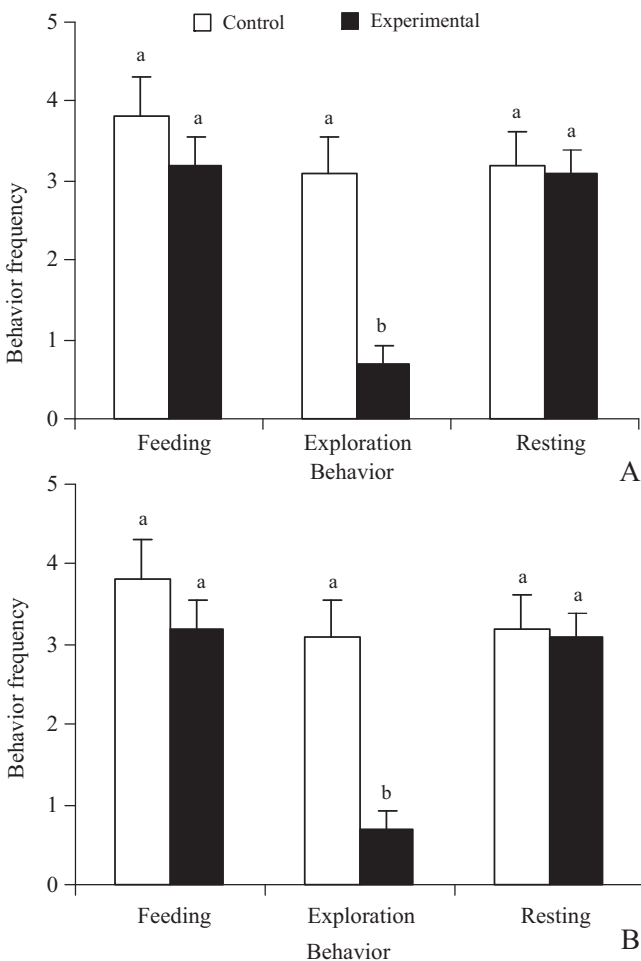 5 Control Experimental
a
a a a a
4
3
2
b
1
0
Behavior frequency
Feeding Exploration Resting
Behavior
A
5
a
a a a a
4
3
2
b
1
0
Behavior frequency
Feeding Exploration Resting
Behavior
B